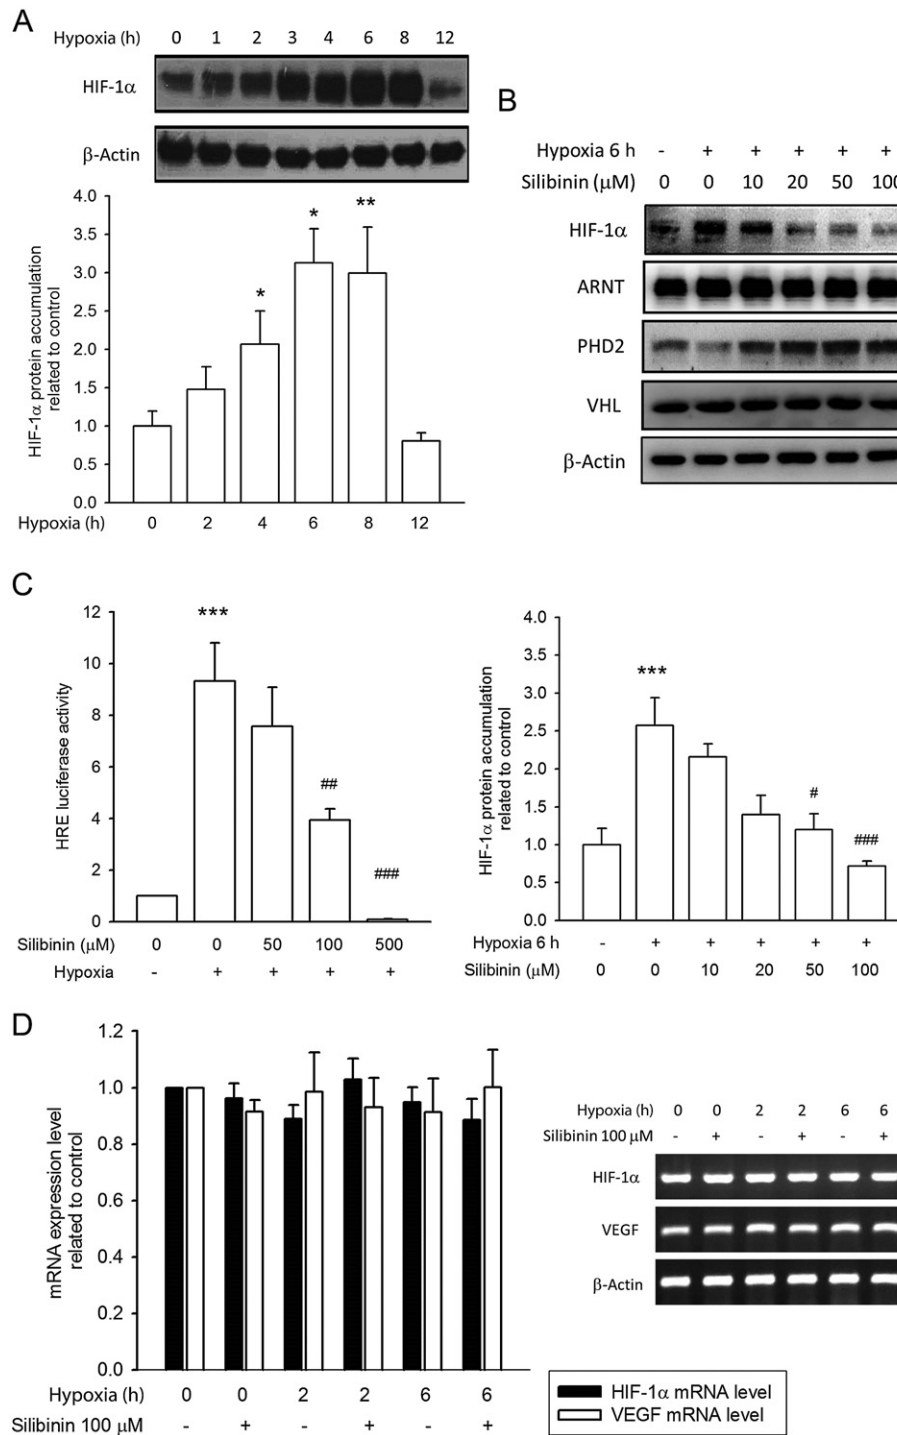 A
Hypoxia (h) 0 1 2 3 4 6 8 12
HIF-1α
β-Actin
4.0
3.5
3.0
2.5
2.0
1.5
1.0
0.5
0.0
HIF-1α protein accumulation
related to control
* * **
Hypoxia (h) 0 2 4 6 8 12
B
Hypoxia 6 h - + + + + +
Silibinin (μM) 0 0 10 20 50 100
HIF-1α
ARNT
PHD2
VHL
β-Actin
C
12
10
8
6
4
2
0
HRE luciferase activity
***
##
###
Silibinin (μM) 0 0 50 100 500
Hypoxia - + + + +
4.0
3.5
3.0
2.5
2.0
1.5
1.0
0.5
0.0
HIF-1α protein accumulation
related to control
***
#
###
Hypoxia 6 h - + + + + +
Silibinin (μM) 0 0 10 20 50 100
D
1.2
1.0
0.8
0.6
0.4
0.2
0.0
mRNA expression level
related to control
Hypoxia (h) 0 0 2 2 6 6
Silibinin 100 μM - + - + - +
Hypoxia (h) 0 0 2 2 6 6
Silibinin 100 μM - + - + - +
HIF-1α
VEGF
β-Actin
HIF-1α mRNA level
VEGF mRNA level